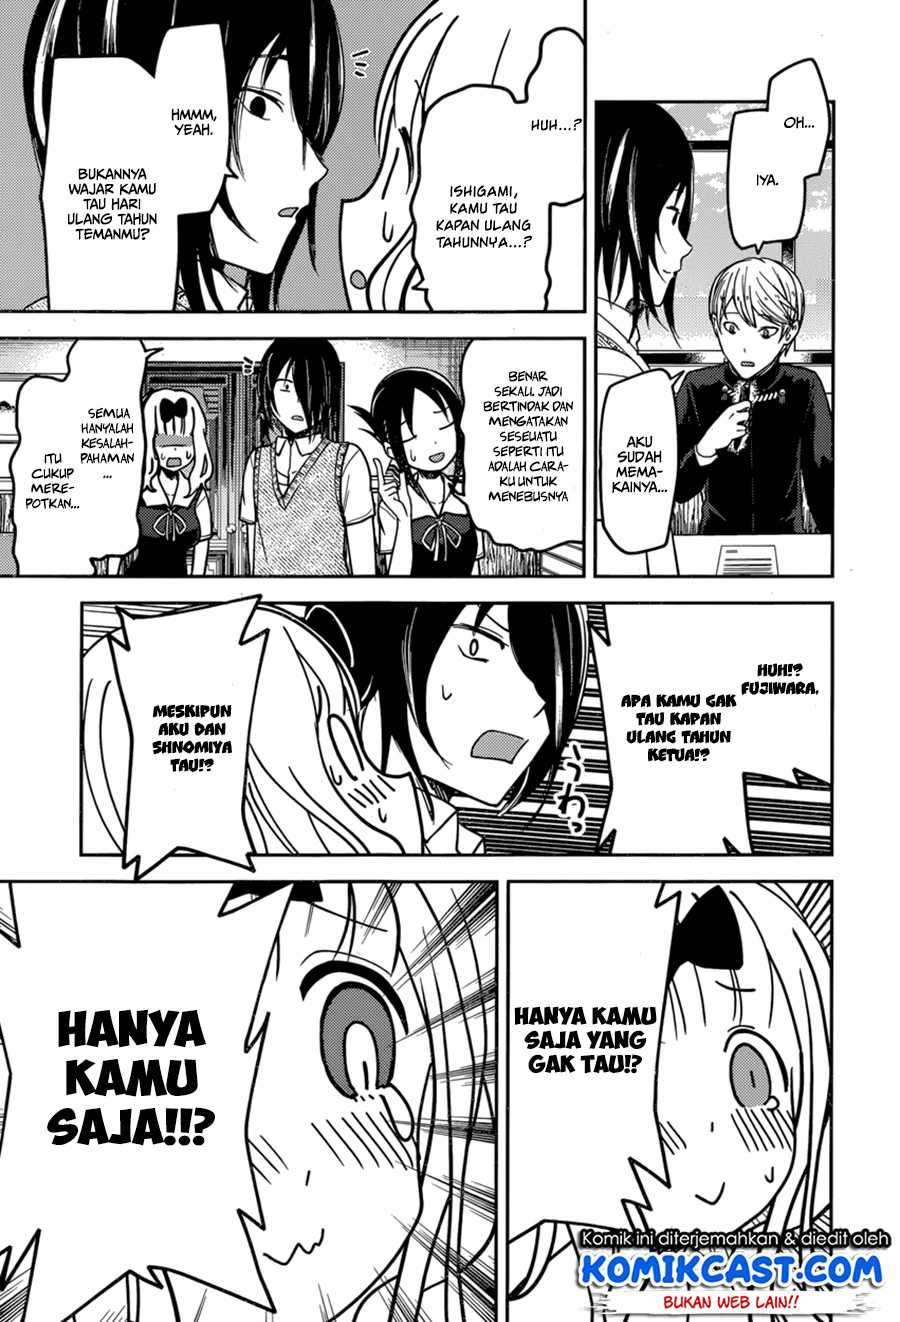 OH...
IYA.
AKU
SUDAH
MEMA-
KAINYA...
HUH...?
ISHIGAMI,
KAMU TAU
KAPAN ULANG
TAHUNNYA...?
HMMM,
YEAH.
BUKANNYA
WAJAR KAMU
TAU HARI
ULANG TAHUN
TEMANMU?
BENAR
SEKALL JADI
BERTINDAK DAN
MENGATAKAN
SESEUATU
SEPERTI ITU
ADALAH CARA-
KU UNTUK
MENEBUSNYA
SEMUA
HANYALAH
KESALAH-
PAHAMAN
...
ITU
CUKUP
MERE-
POTKAN...
HUH!?
FUJIWARA,
APA KAMU GAK
TAU KAPAN
ULANG TAHUN
KETUA!?
うわっ
MESKIPUN
AKU DAN
SHNOMIYA
TAU!?
HANYA KAMU
SAJA YANG
GAK TAU!?
HANYA
KAMU
SAJA!!!?
Komik ini diterjemahkan & diedit oleh
KOMIKCAST.COM
BUKAN WEB LAIN!!